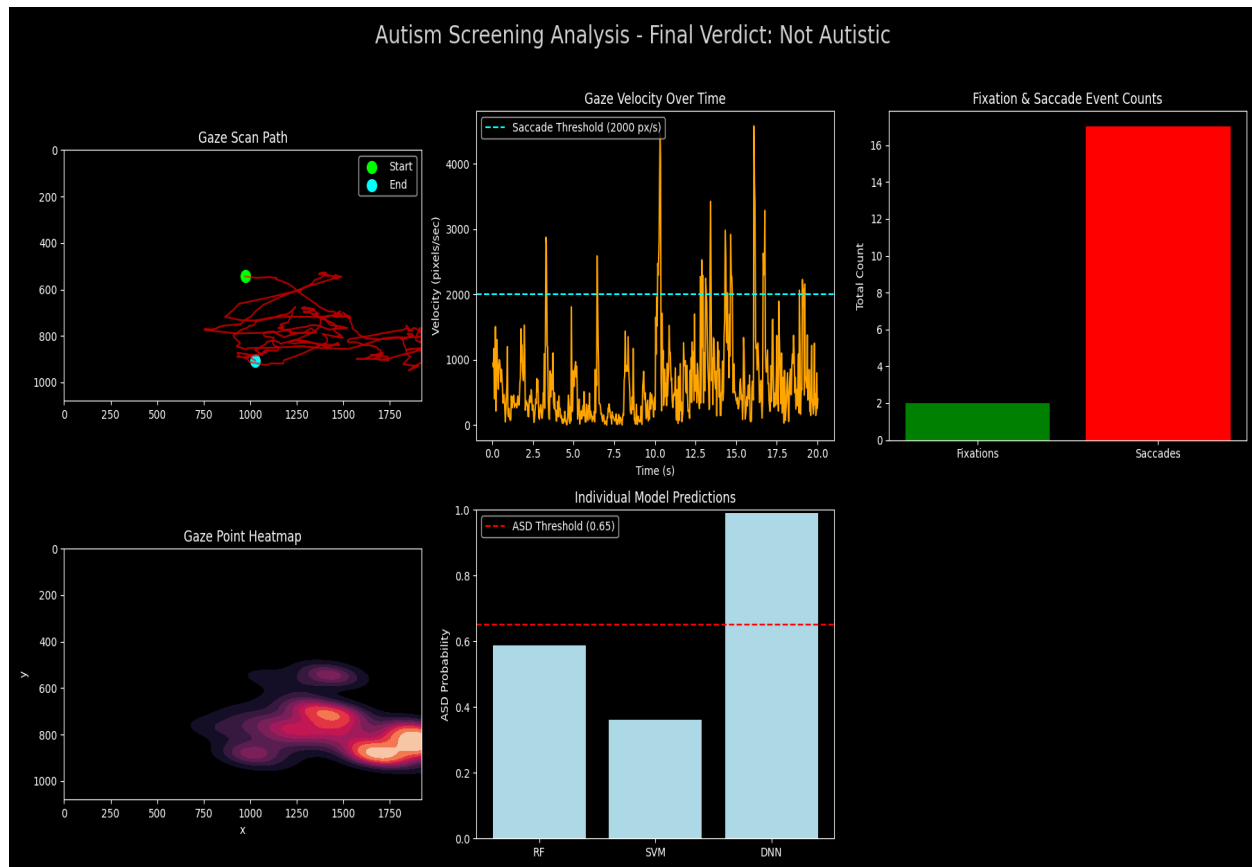 Autism Screening Analysis - Final Verdict: Not Autistic
Gaze Scan Path
Start
End
0
200
400
600
800
1000
0 250 500 750 1000 1250 1500 1750
Gaze Velocity Over Time
Saccade Threshold (2000 px/s)
Velocity (pixels/sec)
4000
3000
2000
1000
0
0.0 2.5 5.0 7.5 10.0 12.5 15.0 17.5 20.0
Time (s)
Fixation & Saccade Event Counts
Total Count
16
14
12
10
8
6
4
2
0
Fixations Saccades
Gaze Point Heatmap
y
0
200
400
600
800
1000
0 250 500 750 1000 1250 1500 1750
x
Individual Model Predictions
ASD Threshold (0.65)
ASD Probability
1.0
0.8
0.6
0.4
0.2
0.0
RF SVM DNN